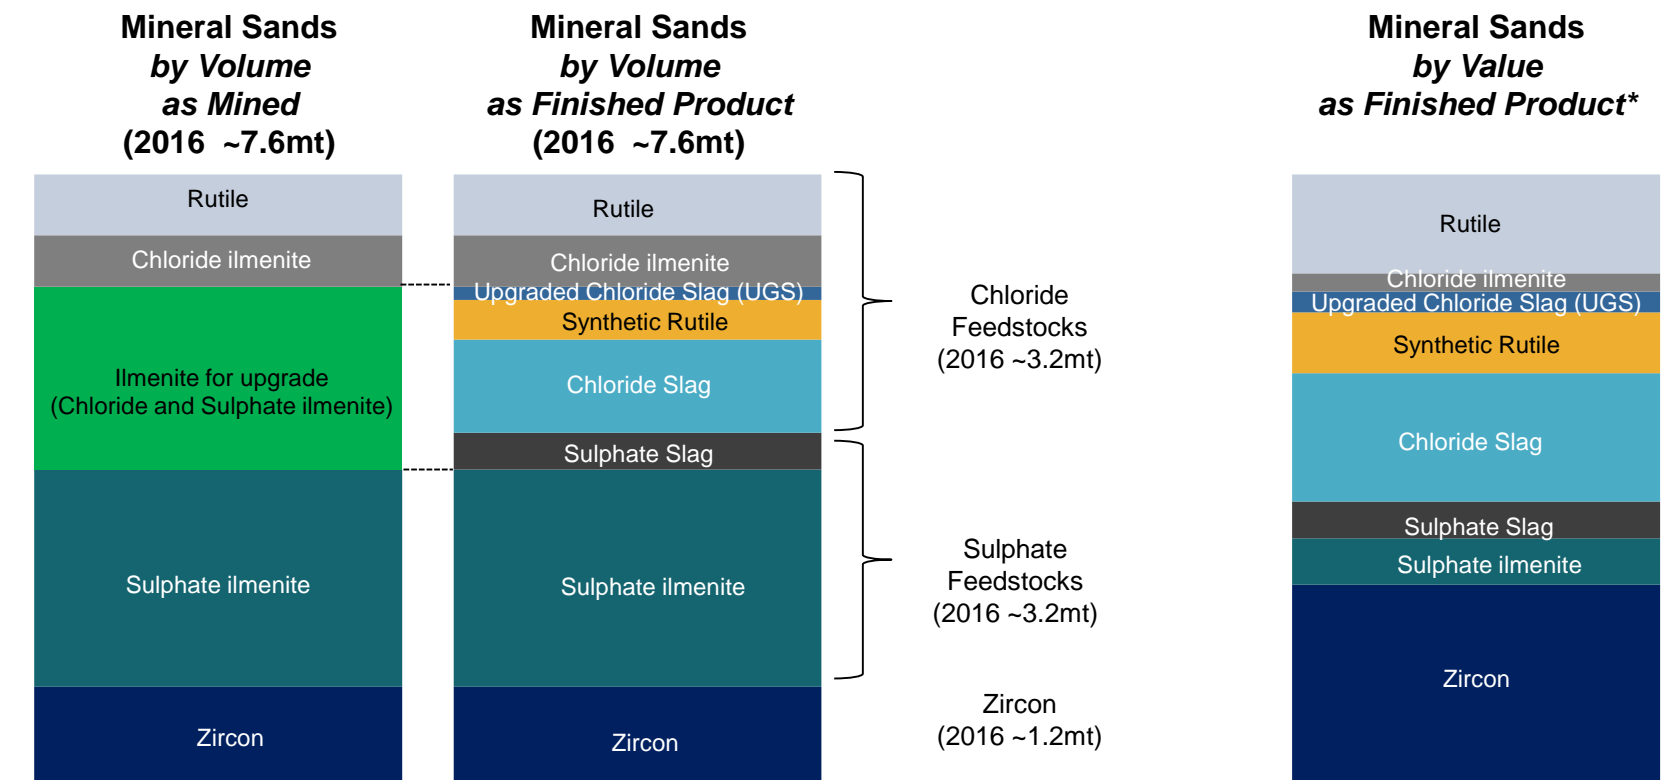 Mineral Sands
by Volume
as Mined
(2016 ~7.6mt)
Rutile
Chloride ilmenite
Ilmenite for upgrade
(Chloride and Sulphate ilmenite)
Sulphate ilmenite
Zircon
Mineral Sands
by Volume
as Finished Product
(2016 ~7.6mt)
Rutile
Chloride ilmenite
Upgraded Chloride Slag (UGS)
Synthetic Rutile
Chloride Slag
Sulphate Slag
Sulphate ilmenite
Zircon
Chloride
Feedstocks
(2016 ~3.2mt)
Sulphate
Feedstocks
(2016 ~3.2mt)
Zircon
(2016 ~1.2mt)
Mineral Sands
by Value
as Finished Product*
Rutile
Chloride ilmenite
Upgraded Chloride Slag (UGS)
Synthetic Rutile
Chloride Slag
Sulphate Slag
Sulphate ilmenite
Zircon